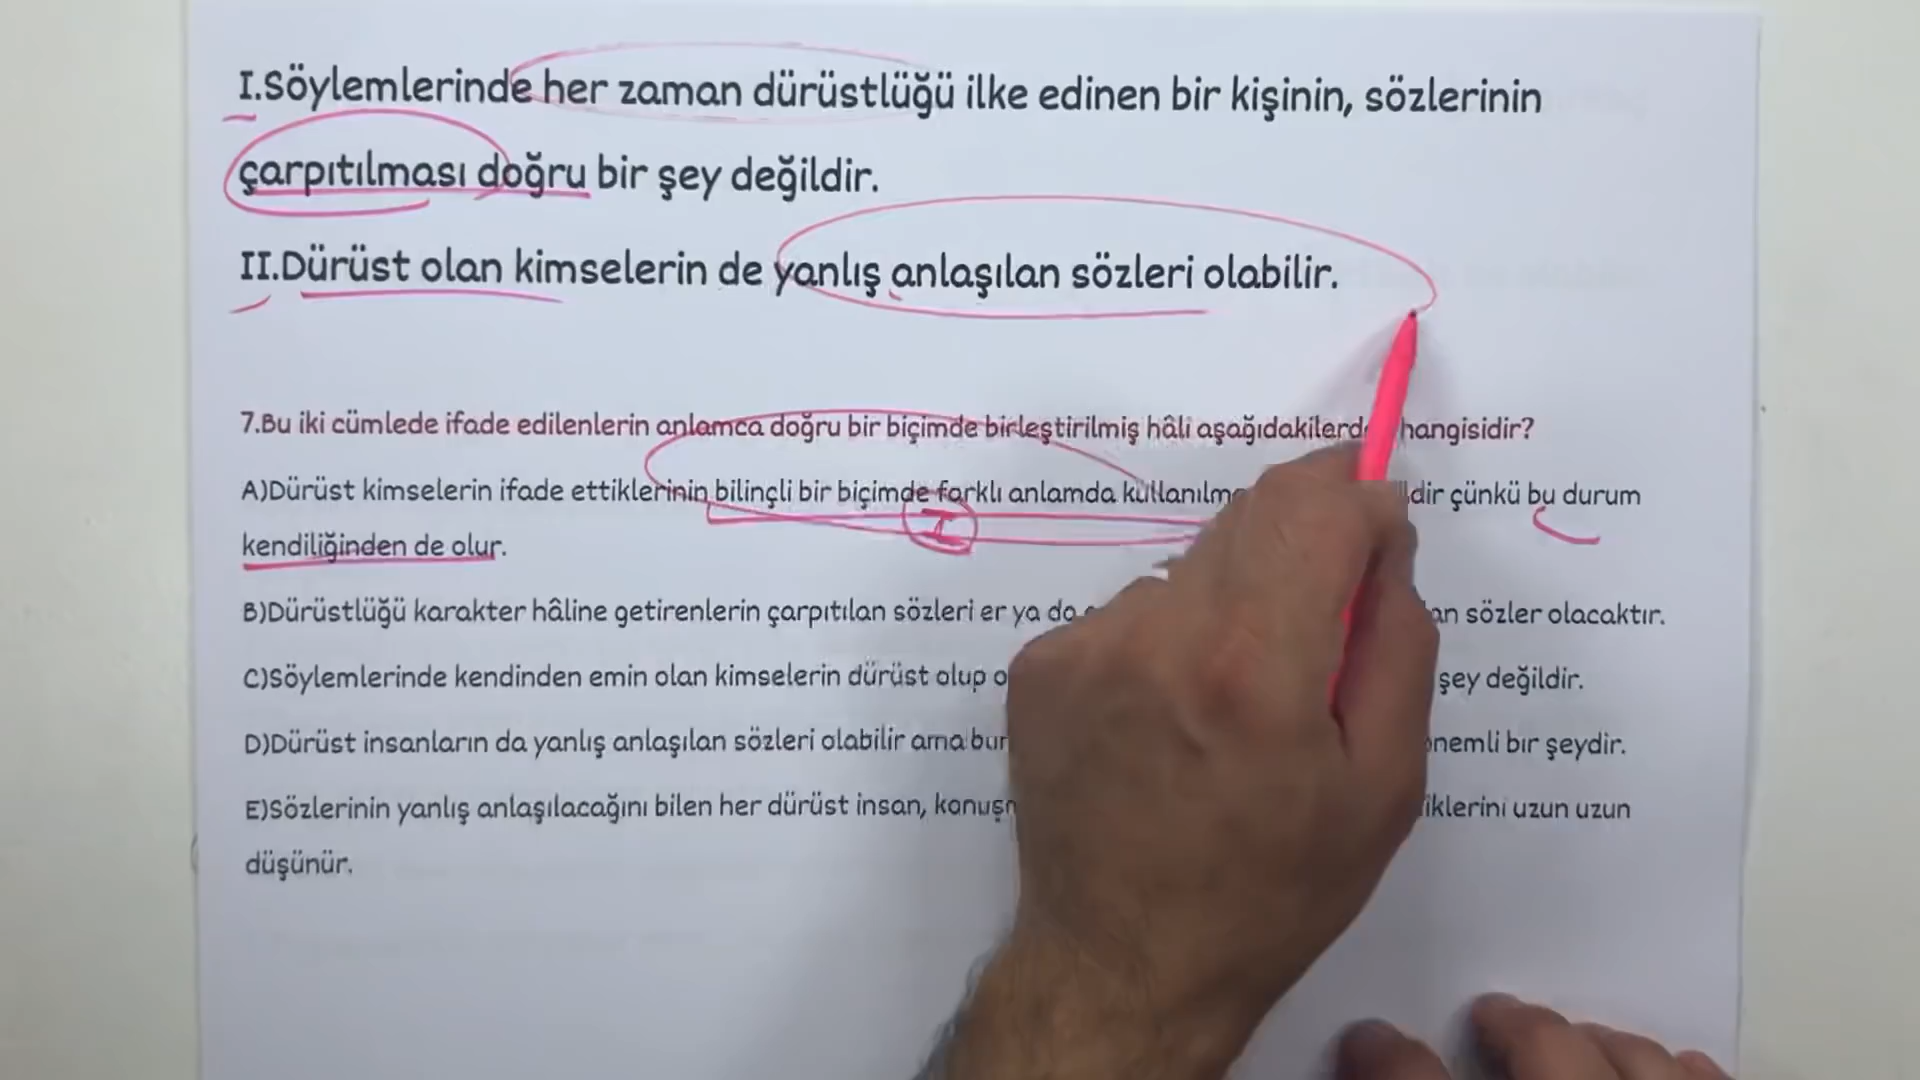 I.Söylemlerinde her zaman dürüstlüğü ilke edinen bir kişinin, sözlerinin
çarpıtılması doğru bir şey değildir.
II.Dürüst olan kimselerin de yanlış anlaşılan sözleri olabilir.
7.Bu iki cümlede ifade edilenlerin anlamca doğru bir biçimde birleştirilmiş hâli aşağıdakilerd hangisidir?
A)Dürüst kimselerin ifade ettiklerinin bilinçli bir biçimde farklı anlamda kullanılm ldir çünkü bu durum
kendiliğinden de olur.
I
B)Dürüstlüğü karakter hâline getirenlerin çarpıtılan sözleri er ya da an sözler olacaktır.
C)Söylemlerinde kendinden emin olan kimselerin dürüst olup şey değildir.
D)Dürüst insanların da yanlış anlaşılan sözleri olabilir ama önemli bir şeydir.
E)Sözlerinin yanlış anlaşılacağını bilen her dürüst insan, iklerini uzun uzun
düşünür.